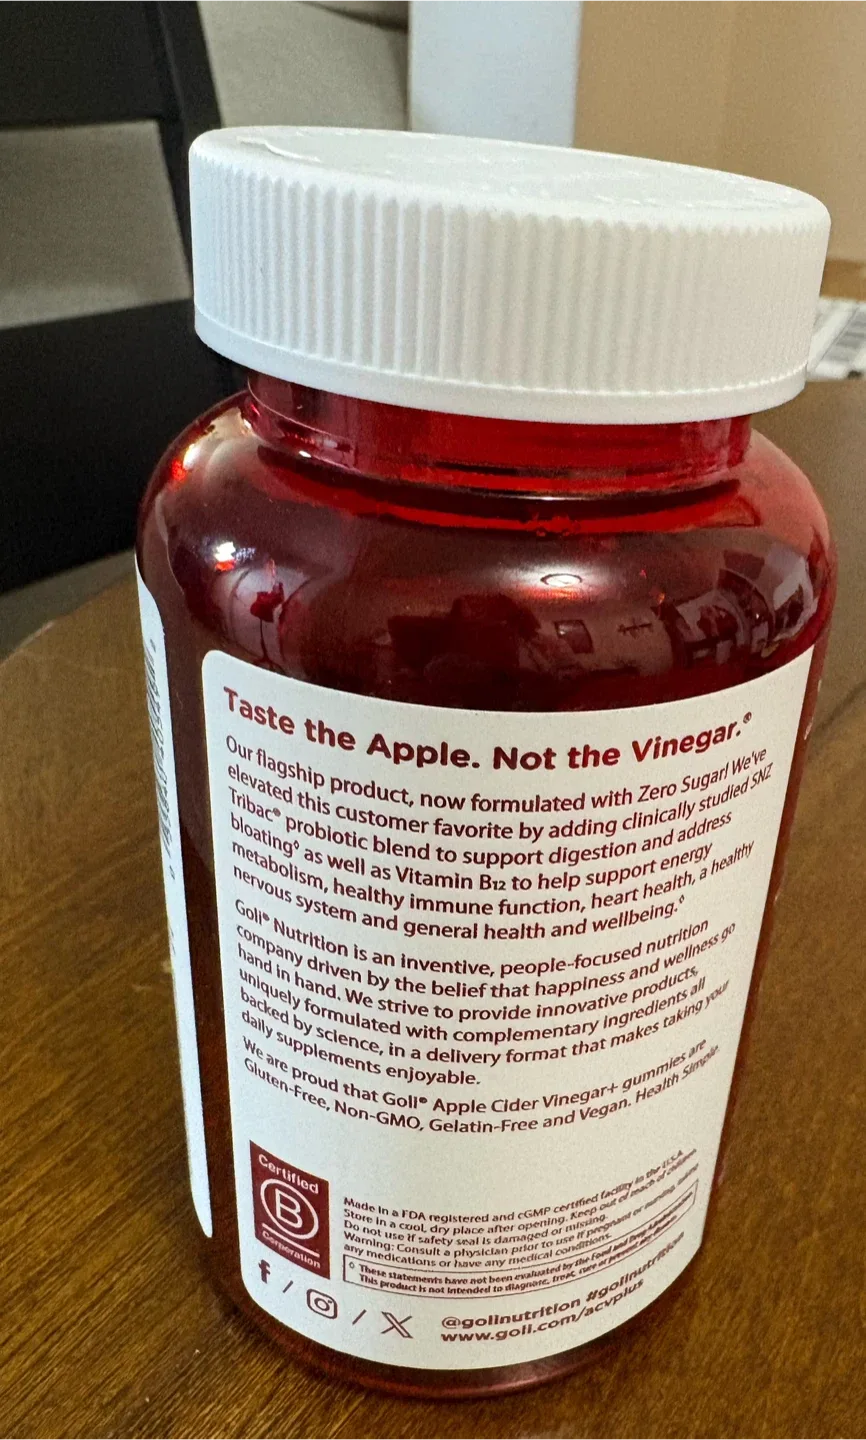 Taste the Apple. Not the Vinegar.®
Our flagship product, now formulated with Zero Sugar! We've
elevated this customer favorite by adding clinically studied SNZ
Tribac® probiotic blend to support digestion and address
bloating◊ as well as Vitamin B12 to help support energy
metabolism, healthy immune function, heart health, a healthy
nervous system and general health and wellbeing.◊
Goli® Nutrition is an inventive, people-focused nutrition
company driven by the belief that happiness and wellness go
hand in hand. We strive to provide innovative products,
uniquely formulated with complementary ingredients all
backed by science, in a delivery format that makes taking your
daily supplements enjoyable.
We are proud that Goli® Apple Cider Vinegar+ gummies are
Gluten-Free, Non-GMO, Gelatin-Free and Vegan. Health Simple.
Certified
B
Corporation
Made in a FDA registered and cGMP certified facility in the U.S.A.
Store in a cool, dry place after opening. Keep out of reach of children
Do not use if safety seal is damaged or missing.
Warning: Consult a physician prior to use if pregnant or nursing, taking
any medications or have any medical conditions.
◊ These statements have not been evaluated by the Food and Drug Administration.
This product is not intended to diagnose, treat, cure or prevent any disease.
f / / X @golinutrition #golinutrition
www.goli.com/acvplus